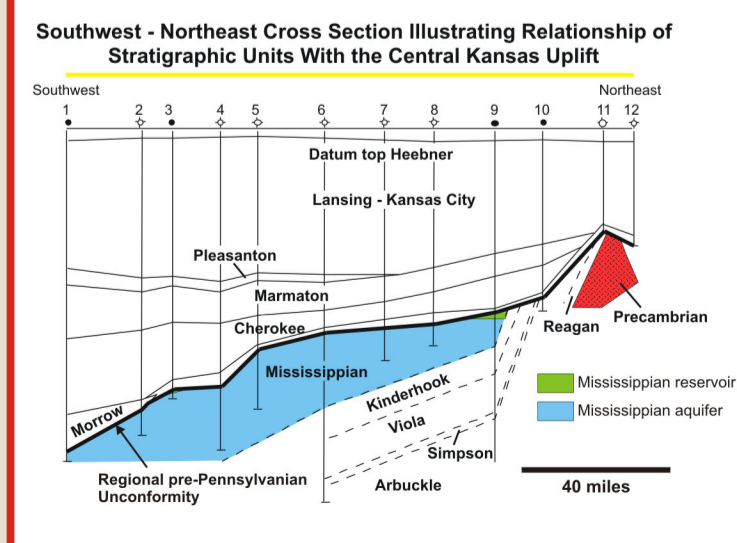 Southwest - Northeast Cross Section Illustrating Relationship of
Stratigraphic Units With the Central Kansas Uplift
Southwest
Northeast
1 2 3 4 5 6 7 8 9 10 11 12
Datum top Heebner
Lansing - Kansas City
Pleasanton
Marmaton
Cherokee
Reagan
Precambrian
Mississippian
Mississippian reservoir
Kinderhook
Mississippian aquifer
Morrow
Viola
Simpson
Regional pre-Pennsylvanian
Unconformity
Arbuckle
40 miles